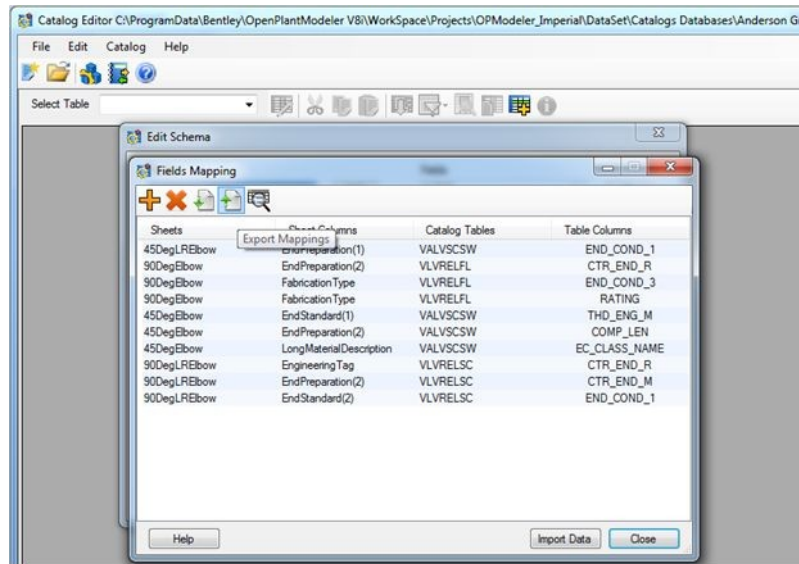 Catalog Editor C:\ProgramData\Bentley\OpenPlantModeler V8i\WorkSpace\Projects\OPModeler_Imperial\DataSet\Catalogs Databases\Anderson
File Edit Catalog Help
Select Table
Edit Schema
Fields Mapping
Sheets Sheet Columns Catalog Tables Table Columns
Export Mappings
45DegLRElbow EndPreparation(1) VALVSCSW END_COND_1
90DegElbow EndPreparation(2) VLVRELFL CTR_END_R
90DegElbow FabricationType VLVRELFL END_COND_3
90DegElbow FabricationType VLVRELFL RATING
45DegElbow EndStandard(1) VALVSCSW THD_ENG_M
45DegElbow EndPreparation(2) VALVSCSW COMP_LEN
45DegElbow LongMaterialDescription VALVSCSW EC_CLASS_NAME
90DegLRElbow EngineeringTag VLVRELSC CTR_END_R
90DegLRElbow EndPreparation(2) VLVRELSC CTR_END_M
90DegLRElbow EndStandard(2) VLVRELSC END_COND_1
Help Import Data Close